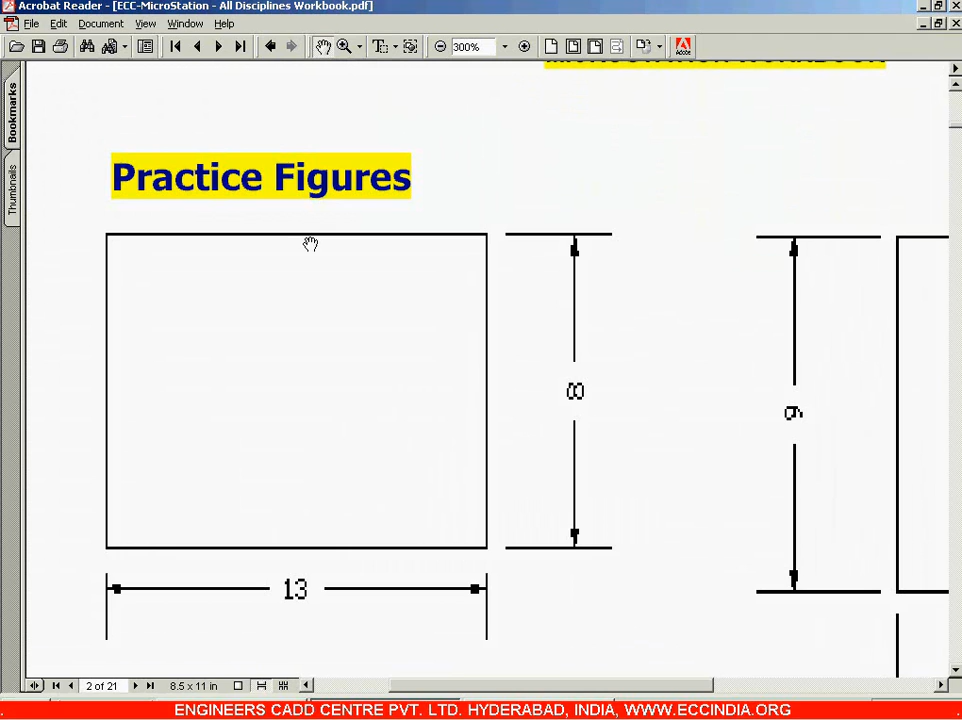 Acrobat Reader - [ECC-MicroStation - All Disciplines Workbook.pdf]
File Edit Document View Window Help
300%
Adobe
Bookmarks
Thumbnails
Practice Figures
8
9
13
2 of 21
8.5 x 11 in
ENGINEERS CADD CENTRE PVT. LTD. HYDERABAD, INDIA, WWW.ECCINDIA.ORG